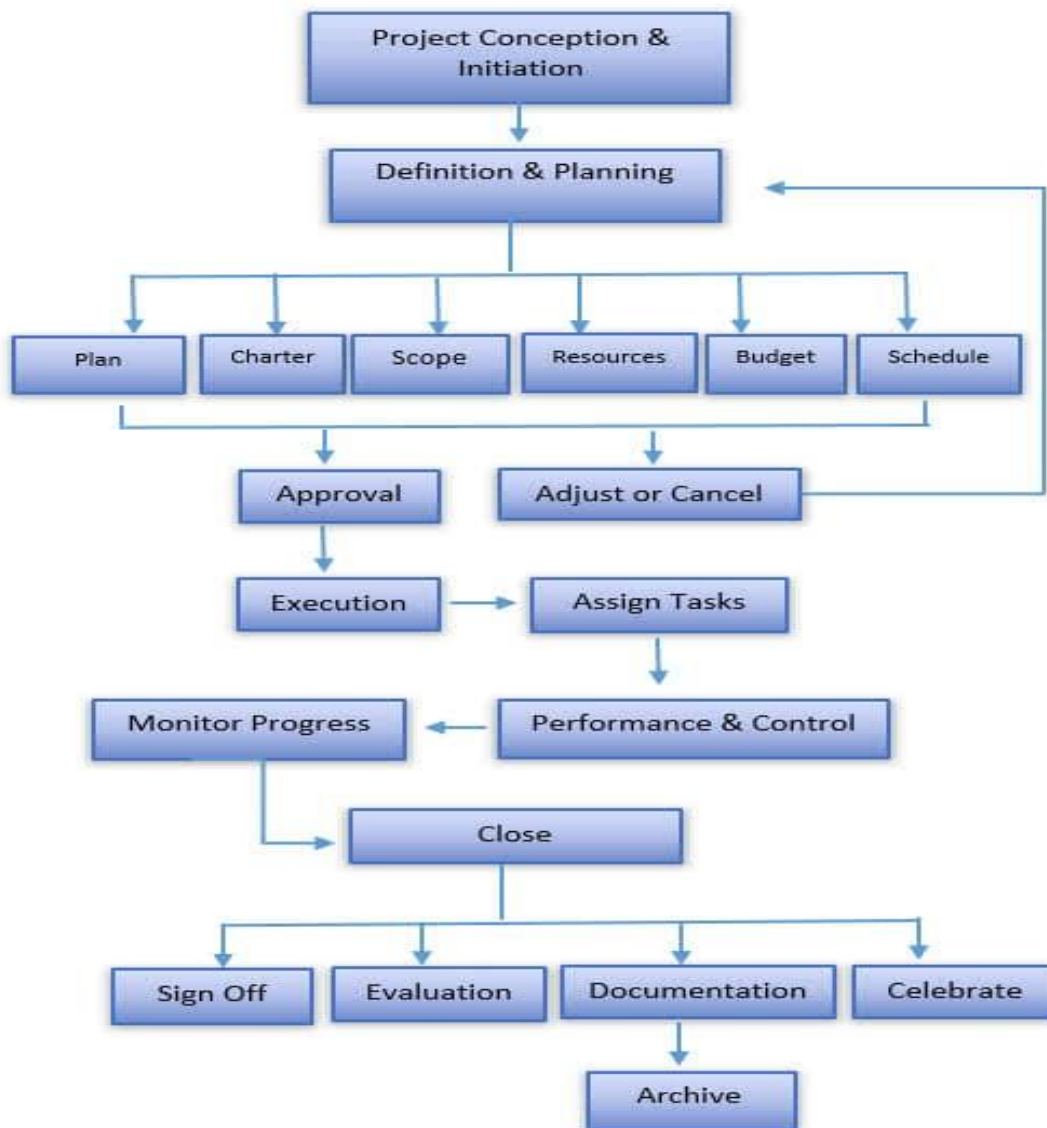 Project Conception &
Initiation
Definition & Planning
Plan
Charter
Scope
Resources
Budget
Schedule
Approval
Adjust or Cancel
Execution
Assign Tasks
Monitor Progress
Performance & Control
Close
Sign Off
Evaluation
Documentation
Celebrate
Archive